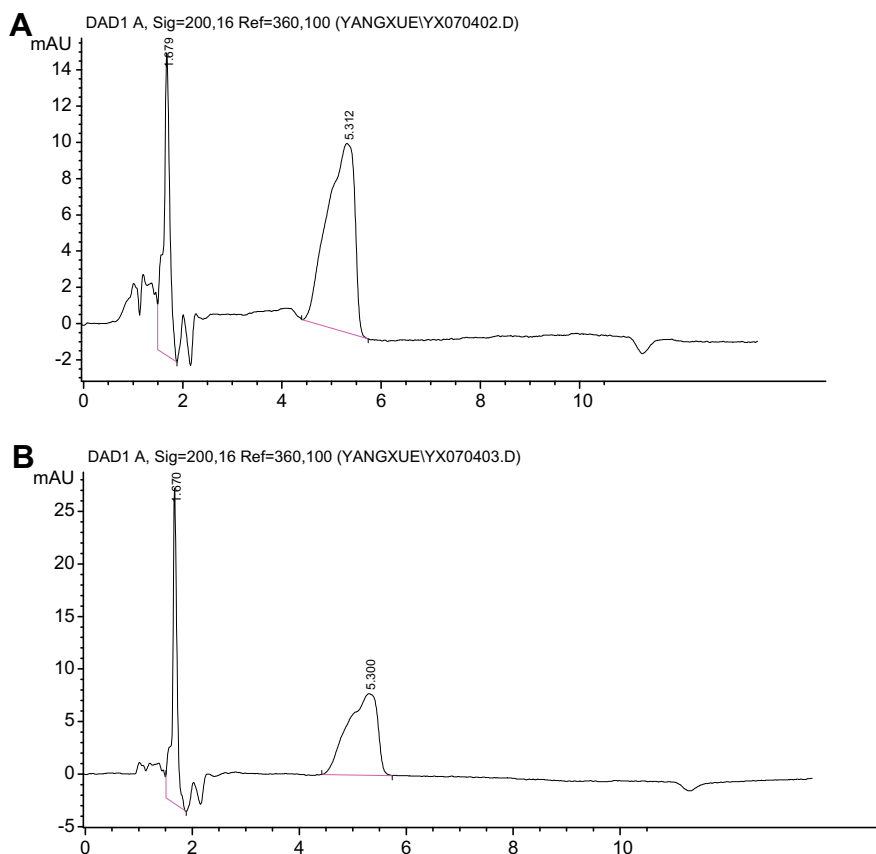 A
DAD1 A, Sig=200,16 Ref=360,100 (YANGXUE\YX070402.D)
mAU
1.679
5.312
14
12
10
8
6
4
2
0
-2
0 2 4 6 8 10
B
DAD1 A, Sig=200,16 Ref=360,100 (YANGXUE\YX070403.D)
mAU
1.670
5.300
25
20
15
10
5
0
-5
0 2 4 6 8 10